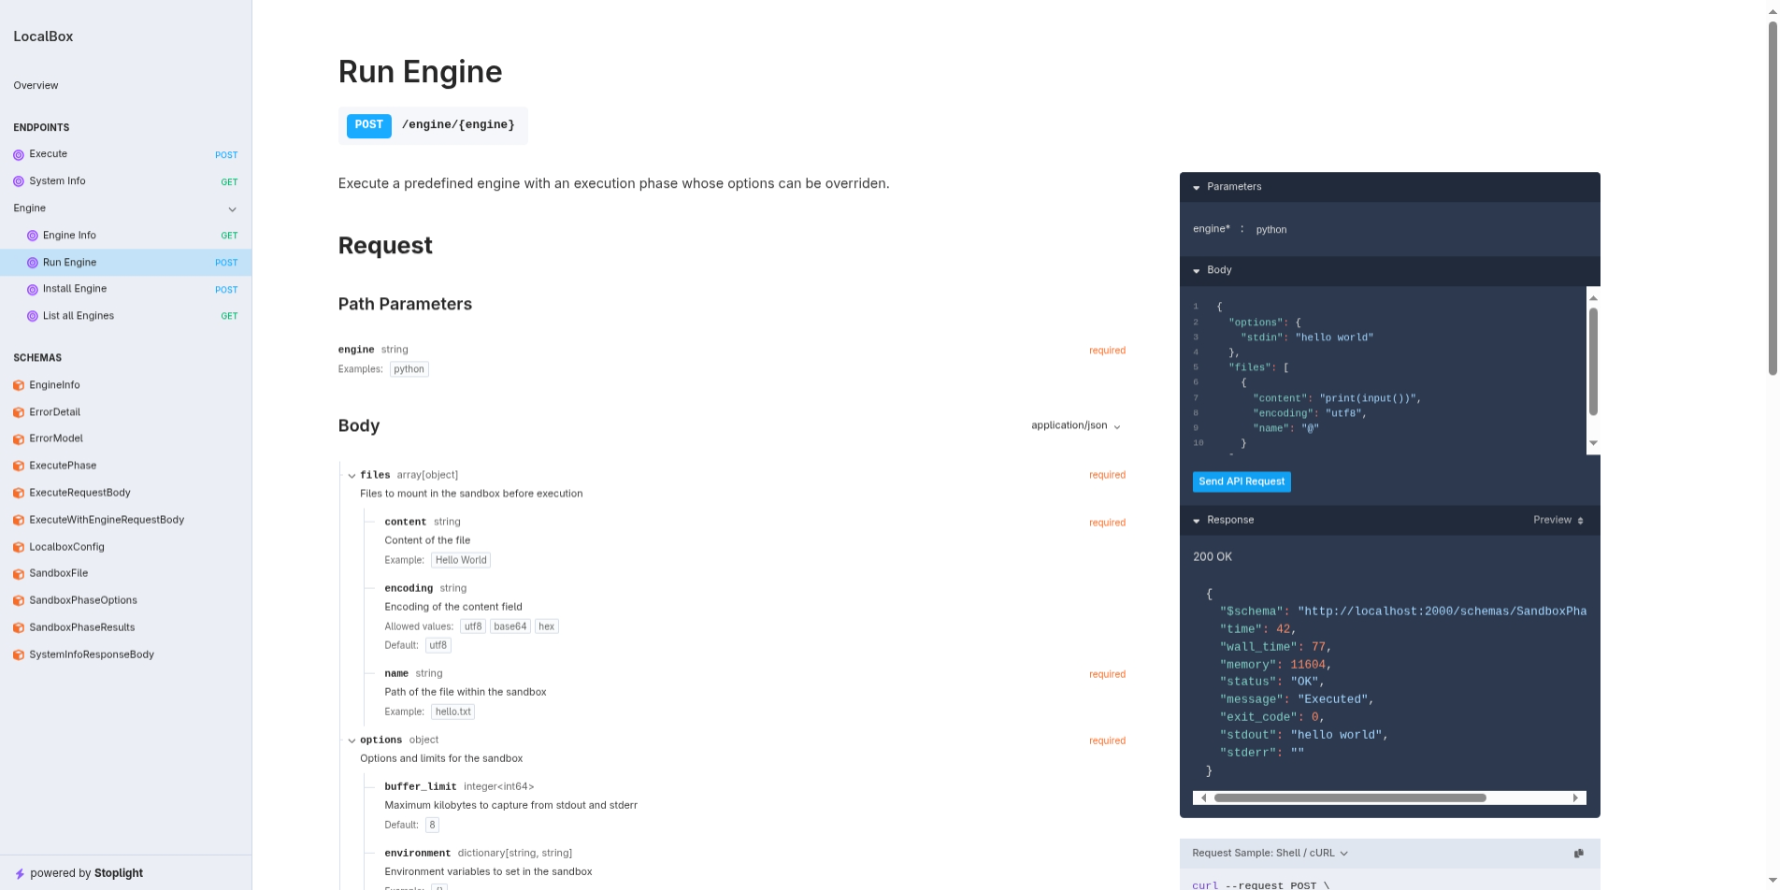 LocalBox
Overview
ENDPOINTS
Execute POST
System Info GET
Engine
Engine Info GET
Run Engine POST
Install Engine POST
List all Engines GET
SCHEMAS
EngineInfo
ErrorDetail
ErrorModel
ExecutePhase
ExecuteRequestBody
ExecuteWithEngineRequestBody
LocalboxConfig
SandboxFile
SandboxPhaseOptions
SandboxPhaseResults
SystemInfoResponseBody
powered by Stoplight
Run Engine
POST /engine/{engine}
Execute a predefined engine with an execution phase whose options can be overriden.
Request
Path Parameters
engine string required
Examples: python
Body application/json
files array[object] required
Files to mount in the sandbox before execution
content string required
Content of the file
Example: Hello World
encoding string
Encoding of the content field
Allowed values: utf8 base64 hex
Default: utf8
name string required
Path of the file within the sandbox
Example: hello.txt
options object required
Options and limits for the sandbox
buffer_limit integer<int64>
Maximum kilobytes to capture from stdout and stderr
Default: 8
environment dictionary[string, string]
Environment variables to set in the sandbox
Parameters
engine* : python
Body
1 {
2 "options": {
3 "stdin": "hello world"
4 },
5 "files": [
6 {
7 "content": "print(input())",
8 "encoding": "utf8",
9 "name": "@"
10 }
Send API Request
Response Preview
200 OK
{
"$schema": "http://localhost:2000/schemas/SandboxPha
"time": 42,
"wall_time": 77,
"memory": 11604,
"status": "OK",
"message": "Executed",
"exit_code": 0,
"stdout": "hello world",
"stderr": ""
}
Request Sample: Shell / cURL
curl --request POST \